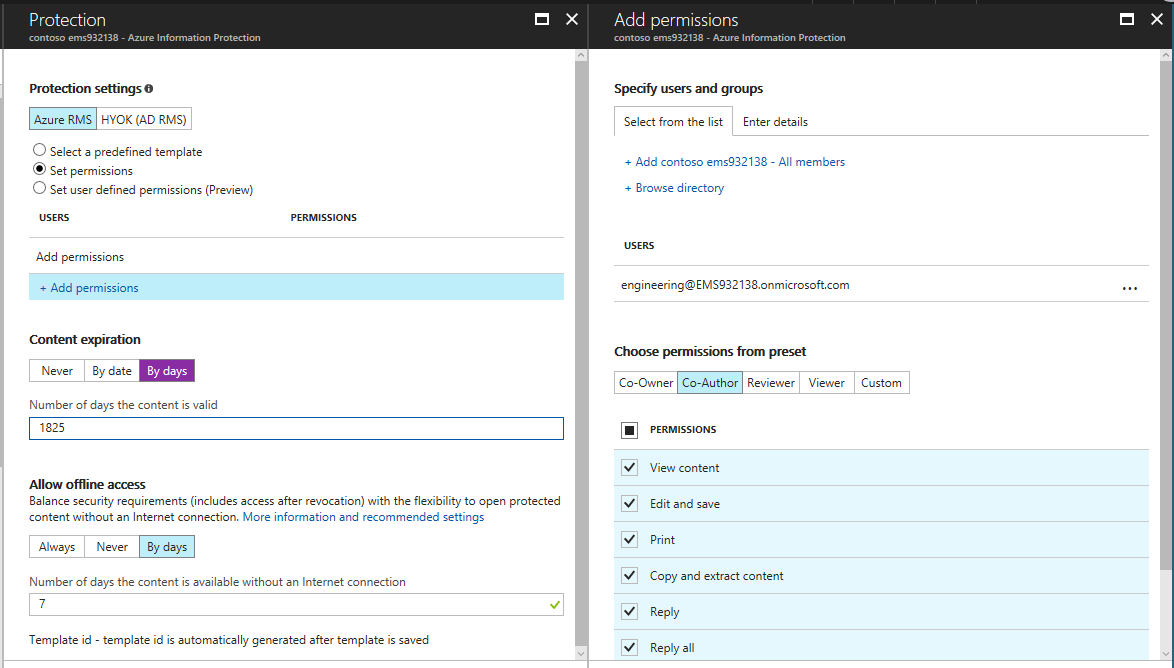 Protection
contoso ems932138 - Azure Information Protection
Protection settings
Azure RMS HYOK (AD RMS)
Select a predefined template
Set permissions
Set user defined permissions (Preview)
USERS PERMISSIONS
Add permissions
+ Add permissions
Content expiration
Never By date By days
Number of days the content is valid
1825
Allow offline access
Balance security requirements (includes access after revocation) with the flexibility to open protected
content without an Internet connection. More information and recommended settings
Always Never By days
Number of days the content is available without an Internet connection
7
Template id - template id is automatically generated after template is saved
Add permissions
contoso ems932138 - Azure Information Protection
Specify users and groups
Select from the list Enter details
+ Add contoso ems932138 - All members
+ Browse directory
USERS
engineering@EMS932138.onmicrosoft.com ...
Choose permissions from preset
Co-Owner Co-Author Reviewer Viewer Custom
PERMISSIONS
View content
Edit and save
Print
Copy and extract content
Reply
Reply all